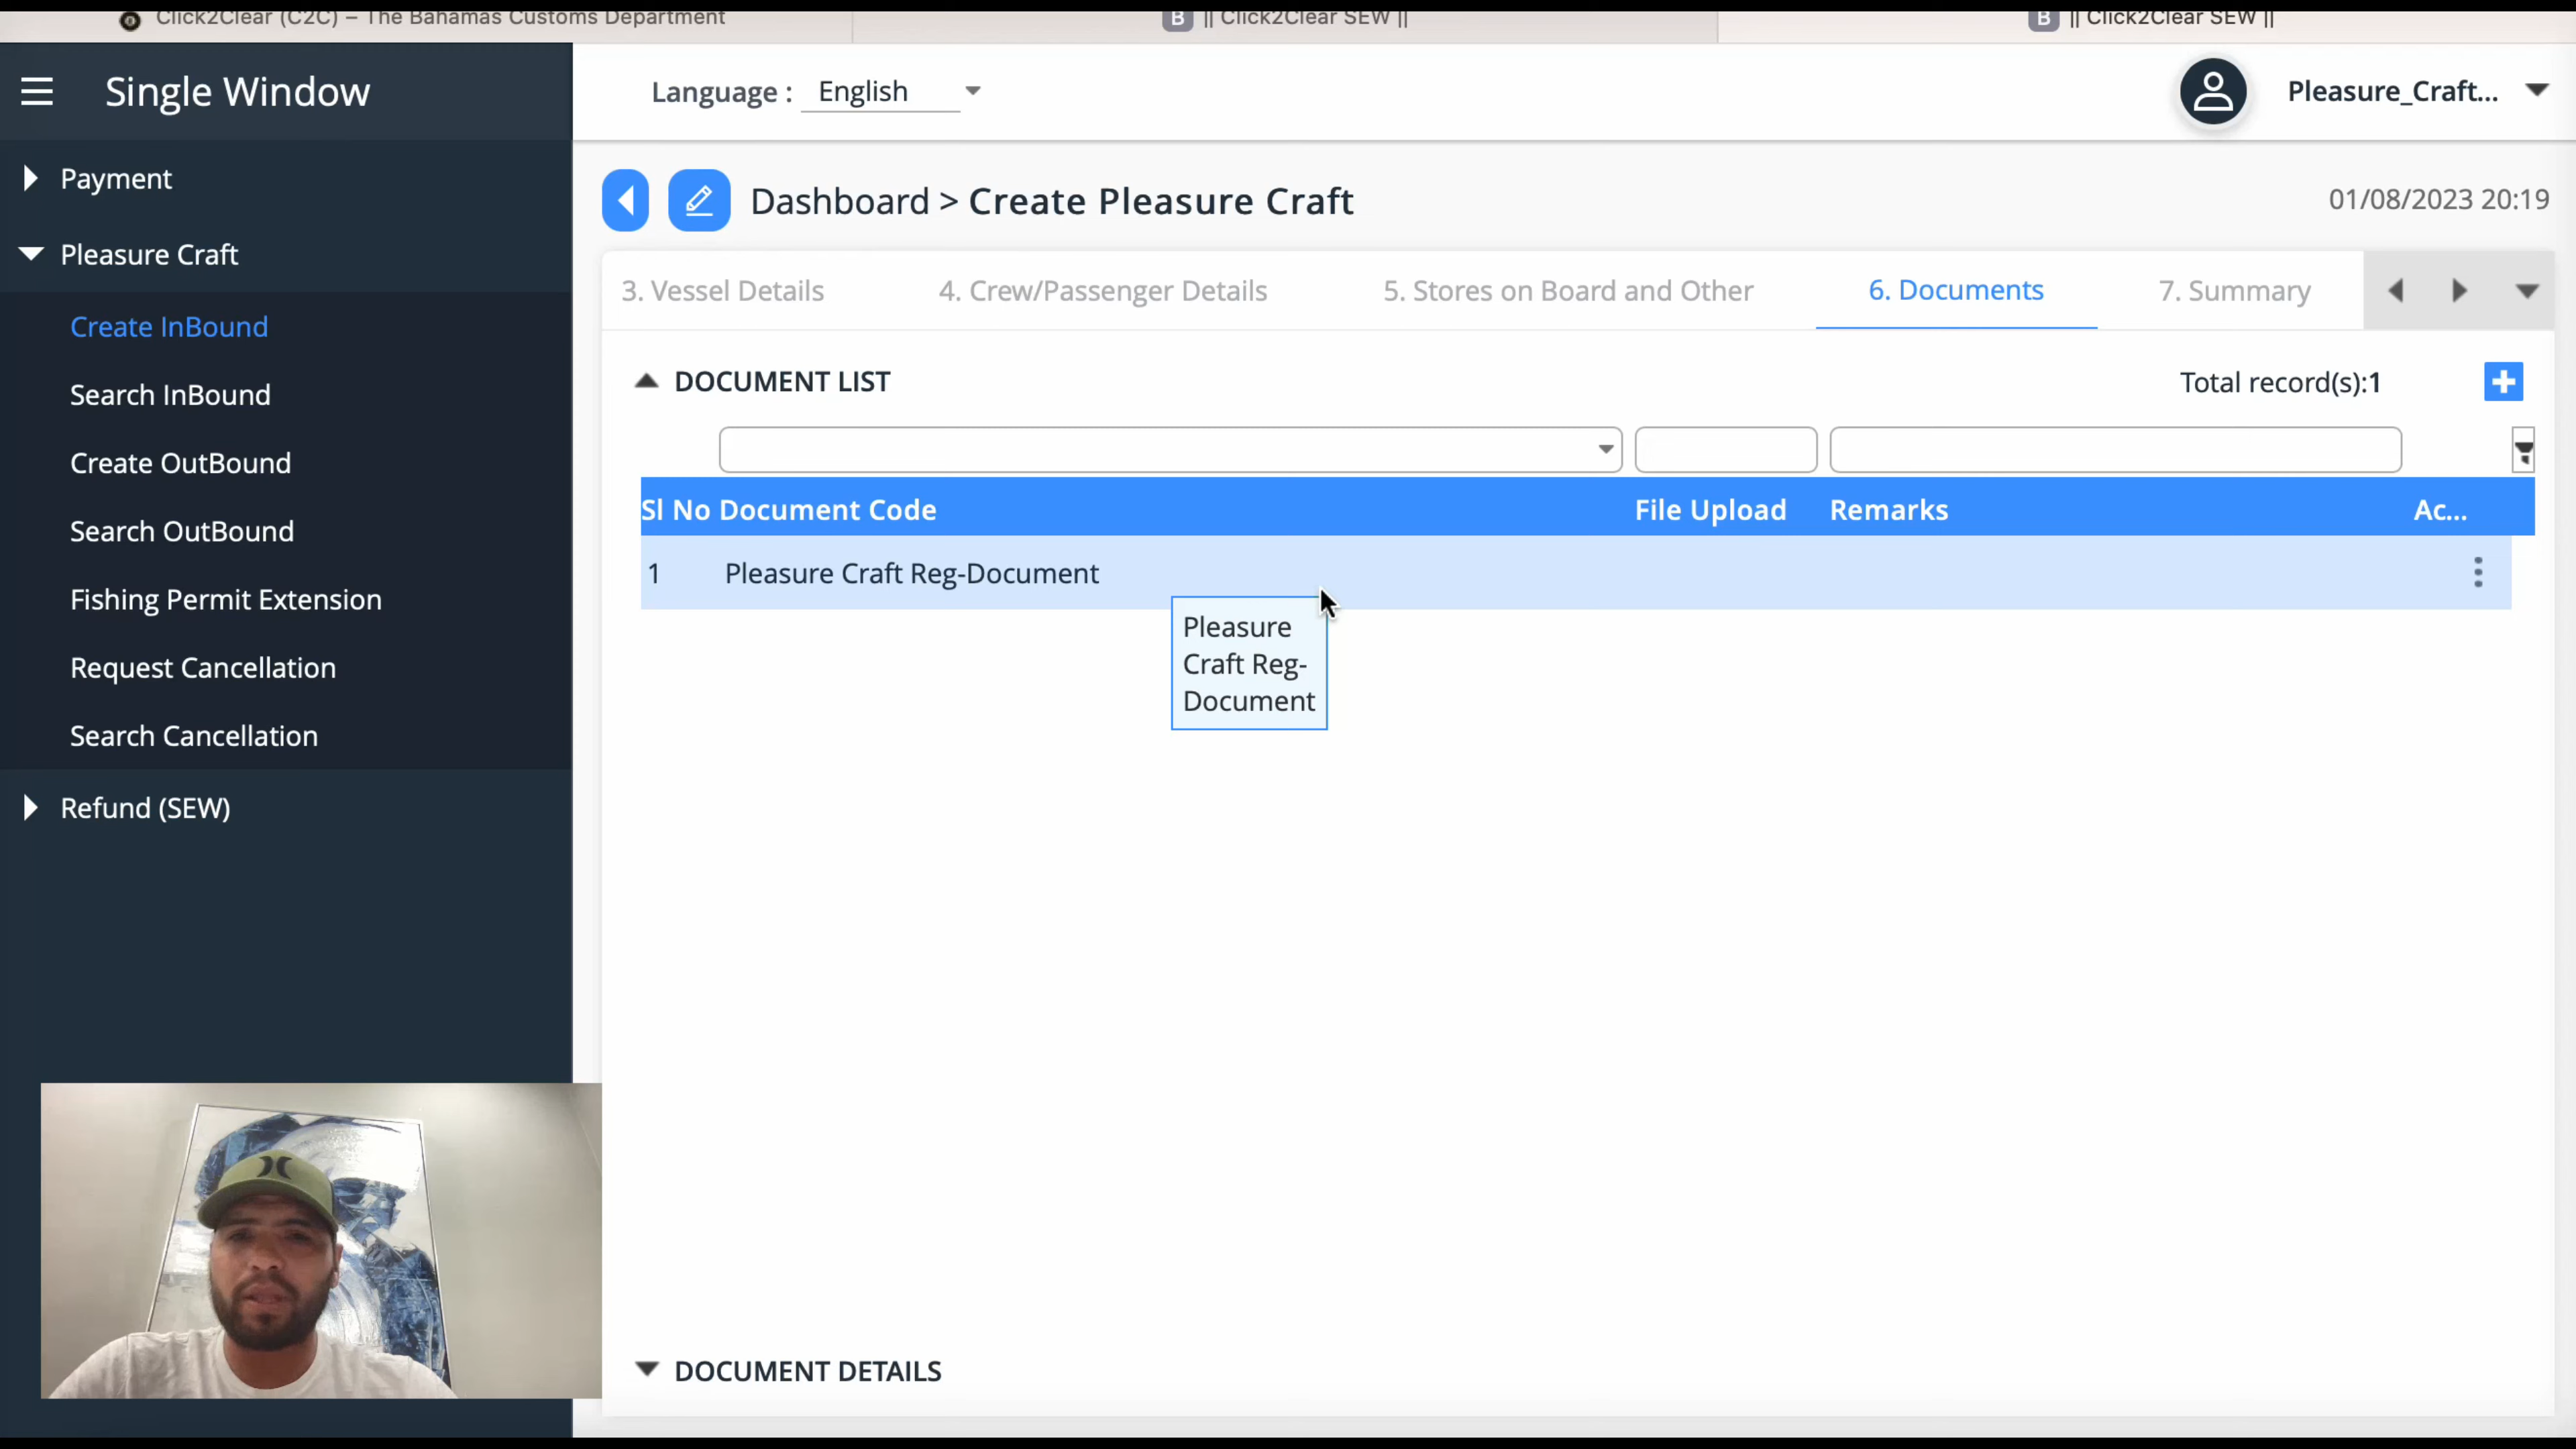 Click2Clear (C2C) – The Bahamas Customs Department
B || Click2Clear SEW ||
B || Click2Clear SEW ||
Single Window
Language : English
Pleasure_Craft...
Payment
Pleasure Craft
Create InBound
Search InBound
Create OutBound
Search OutBound
Fishing Permit Extension
Request Cancellation
Search Cancellation
Refund (SEW)
Dashboard > Create Pleasure Craft
01/08/2023 20:19
3. Vessel Details
4. Crew/Passenger Details
5. Stores on Board and Other
6. Documents
7. Summary
DOCUMENT LIST
Total record(s):1
Sl No Document Code File Upload Remarks Ac...
1 Pleasure Craft Reg-Document
Pleasure
Craft Reg-
Document
DOCUMENT DETAILS